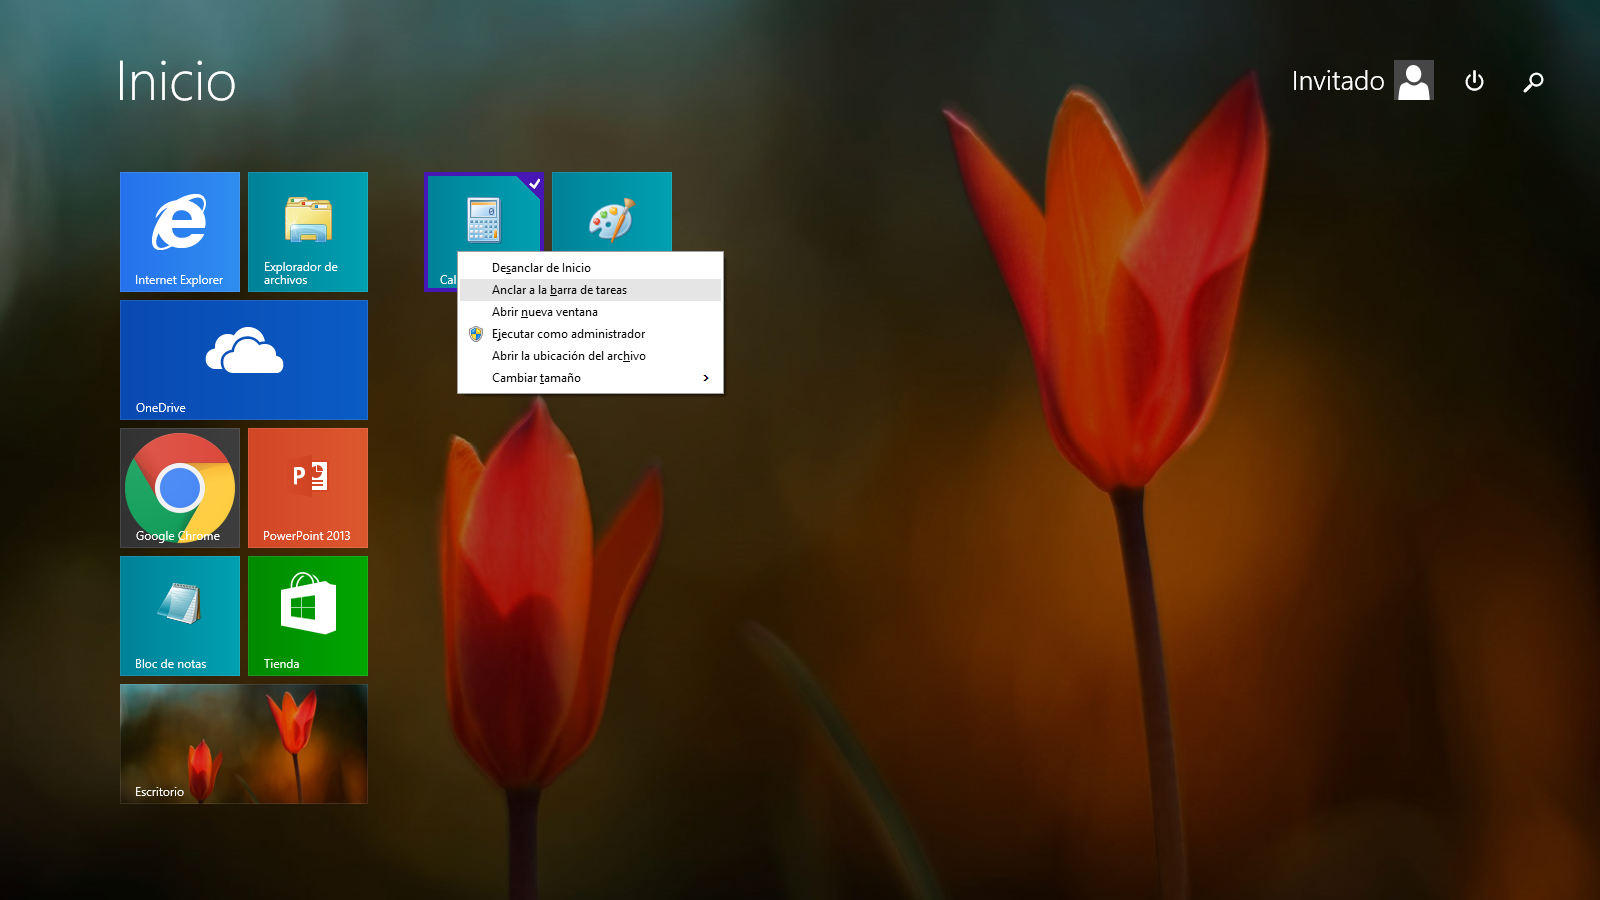 Inicio
Invitado
Internet Explorer
Explorador de
archivos
Cal
Desanclar de Inicio
Anclar a la barra de tareas
Abrir nueva ventana
Ejecutar como administrador
Abrir la ubicación del archivo
Cambiar tamaño
OneDrive
Google Chrome
PowerPoint 2013
Bloc de notas
Tienda
Escritorio